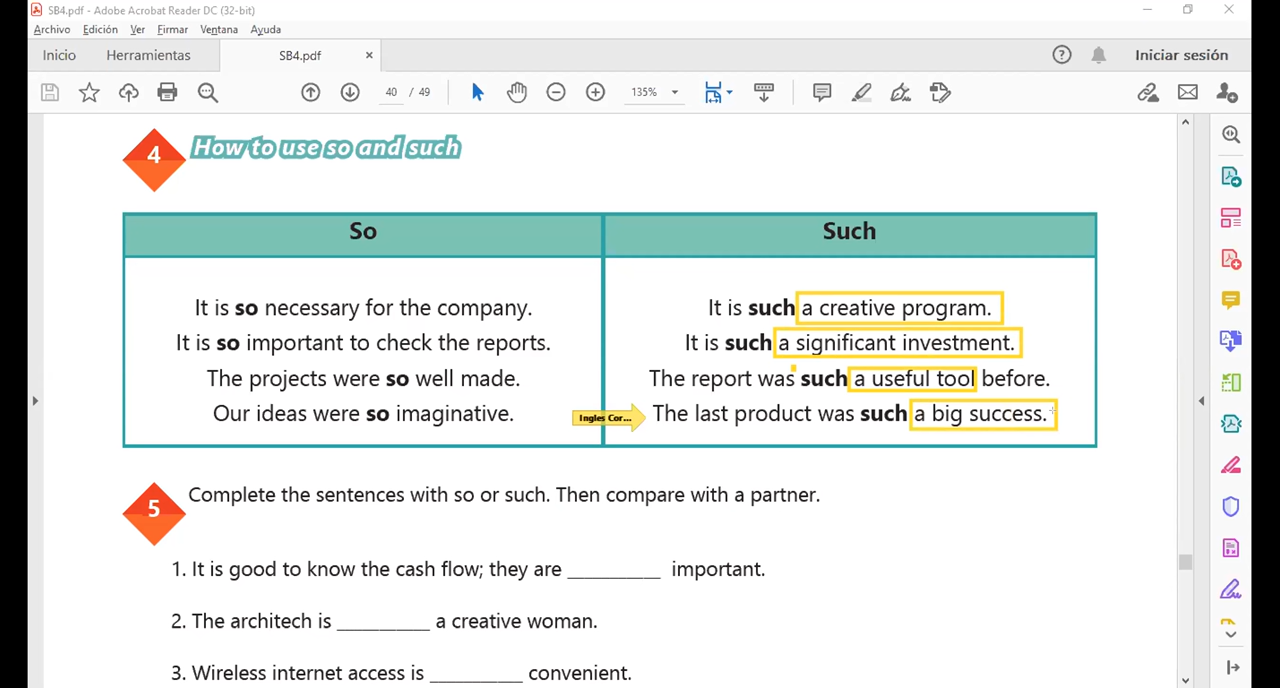 SB4.pdf - Adobe Acrobat Reader DC (32-bit)
Archivo Edición Ver Firmar Ventana Ayuda
Inicio Herramientas SB4.pdf × Iniciar sesión
40 / 49 135%
4 How to use so and such
So Such
It is so necessary for the company. It is such a creative program.
It is so important to check the reports. It is such a significant investment.
The projects were so well made. The report was such a useful tool before.
Our ideas were so imaginative. Ingles Cor... The last product was such a big success.
5 Complete the sentences with so or such. Then compare with a partner.
1. It is good to know the cash flow; they are _________ important.
2. The architech is _________ a creative woman.
3. Wireless internet access is _________ convenient.